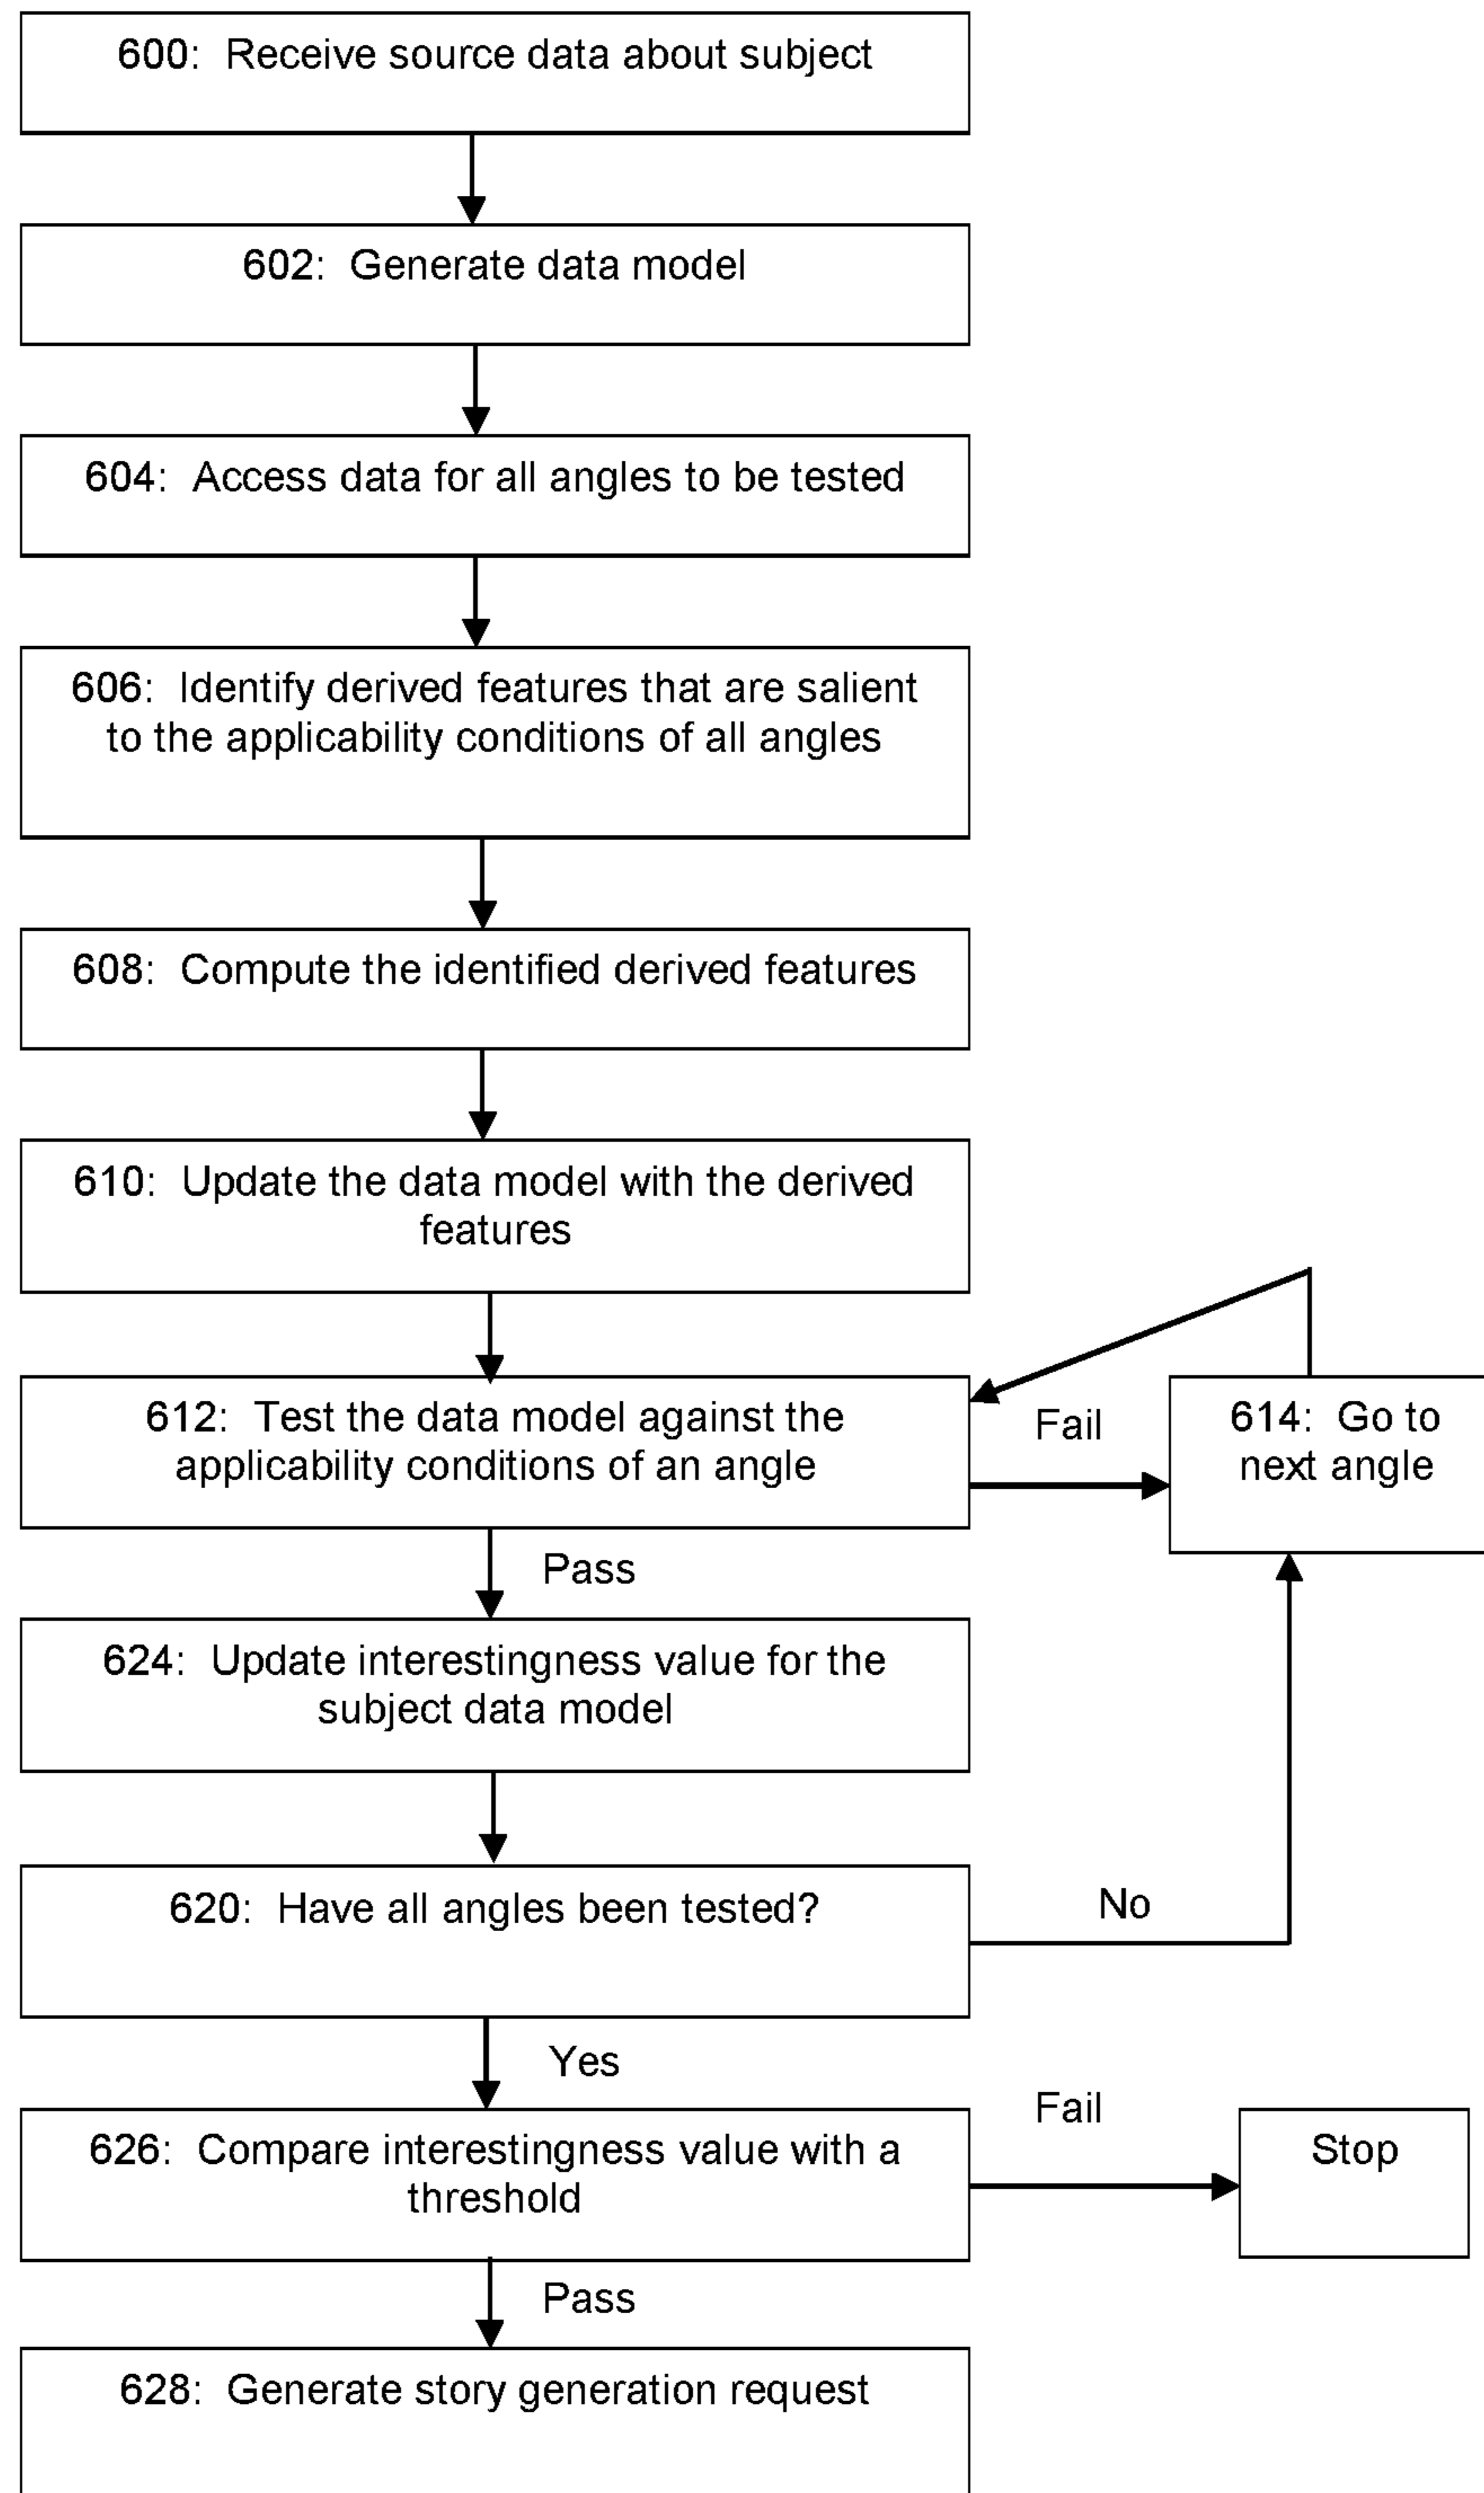 600: Receive source data about subject
602: Generate data model
604: Access data for all angles to be tested
606: Identify derived features that are salient
to the applicability conditions of all angles
608: Compute the identified derived features
610: Update the data model with the derived
features
612: Test the data model against the
applicability conditions of an angle
Fail
614: Go to
next angle
Pass
624: Update interestingness value for the
subject data model
620: Have all angles been tested?
No
Yes
626: Compare interestingness value with a
threshold
Fail
Stop
Pass
628: Generate story generation request